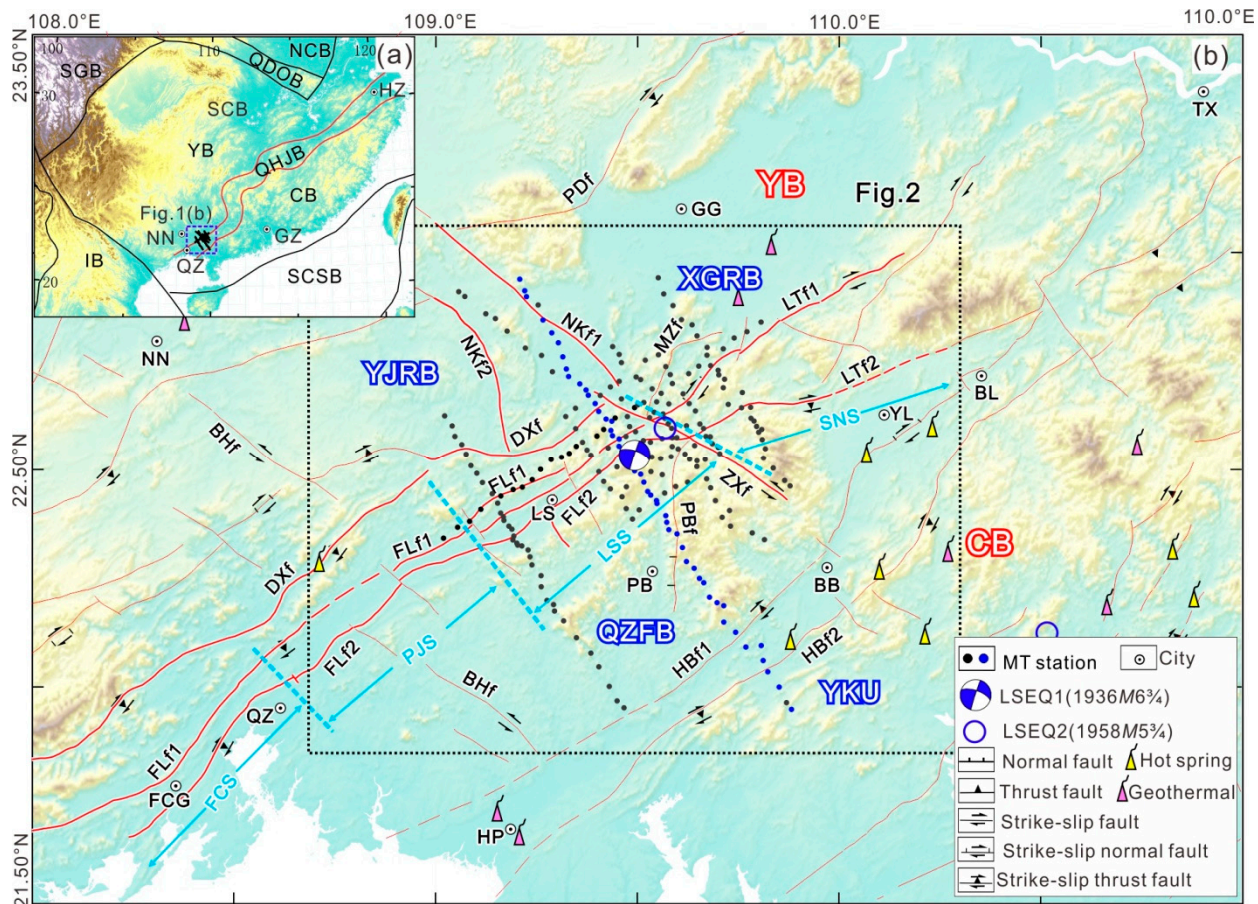 108.0°E
109.0°E
110.0°E
110.0°E
23.50°N
22.50°N
21.50°N
(a)
100
110
120
30
20
SGB
NCB
QDOB
HZ
SCB
YB
QHJB
CB
Fig.1(b)
NN
GZ
QZ
IB
SCSB
(b)
TX
PDf
YB
Fig.2
GG
XGRB
LTf1
MZf
NKf1
NN
NKf2
YJRB
LTf2
BL
SNS
YL
DXf
BHf
FLf1
ZXf
FLf2
LS
LSS
PBf
CB
FLf1
PB
BB
DXf
QZFB
PJS
HBf1
HBf2
FLf2
BHf
YKU
QZ
FLf1
FCS
FCG
HP
MT station
City
LSEQ1(1936M6¾)
LSEQ2(1958M5¾)
Normal fault
Hot spring
Thrust fault
Geothermal
Strike-slip fault
Strike-slip normal fault
Strike-slip thrust fault